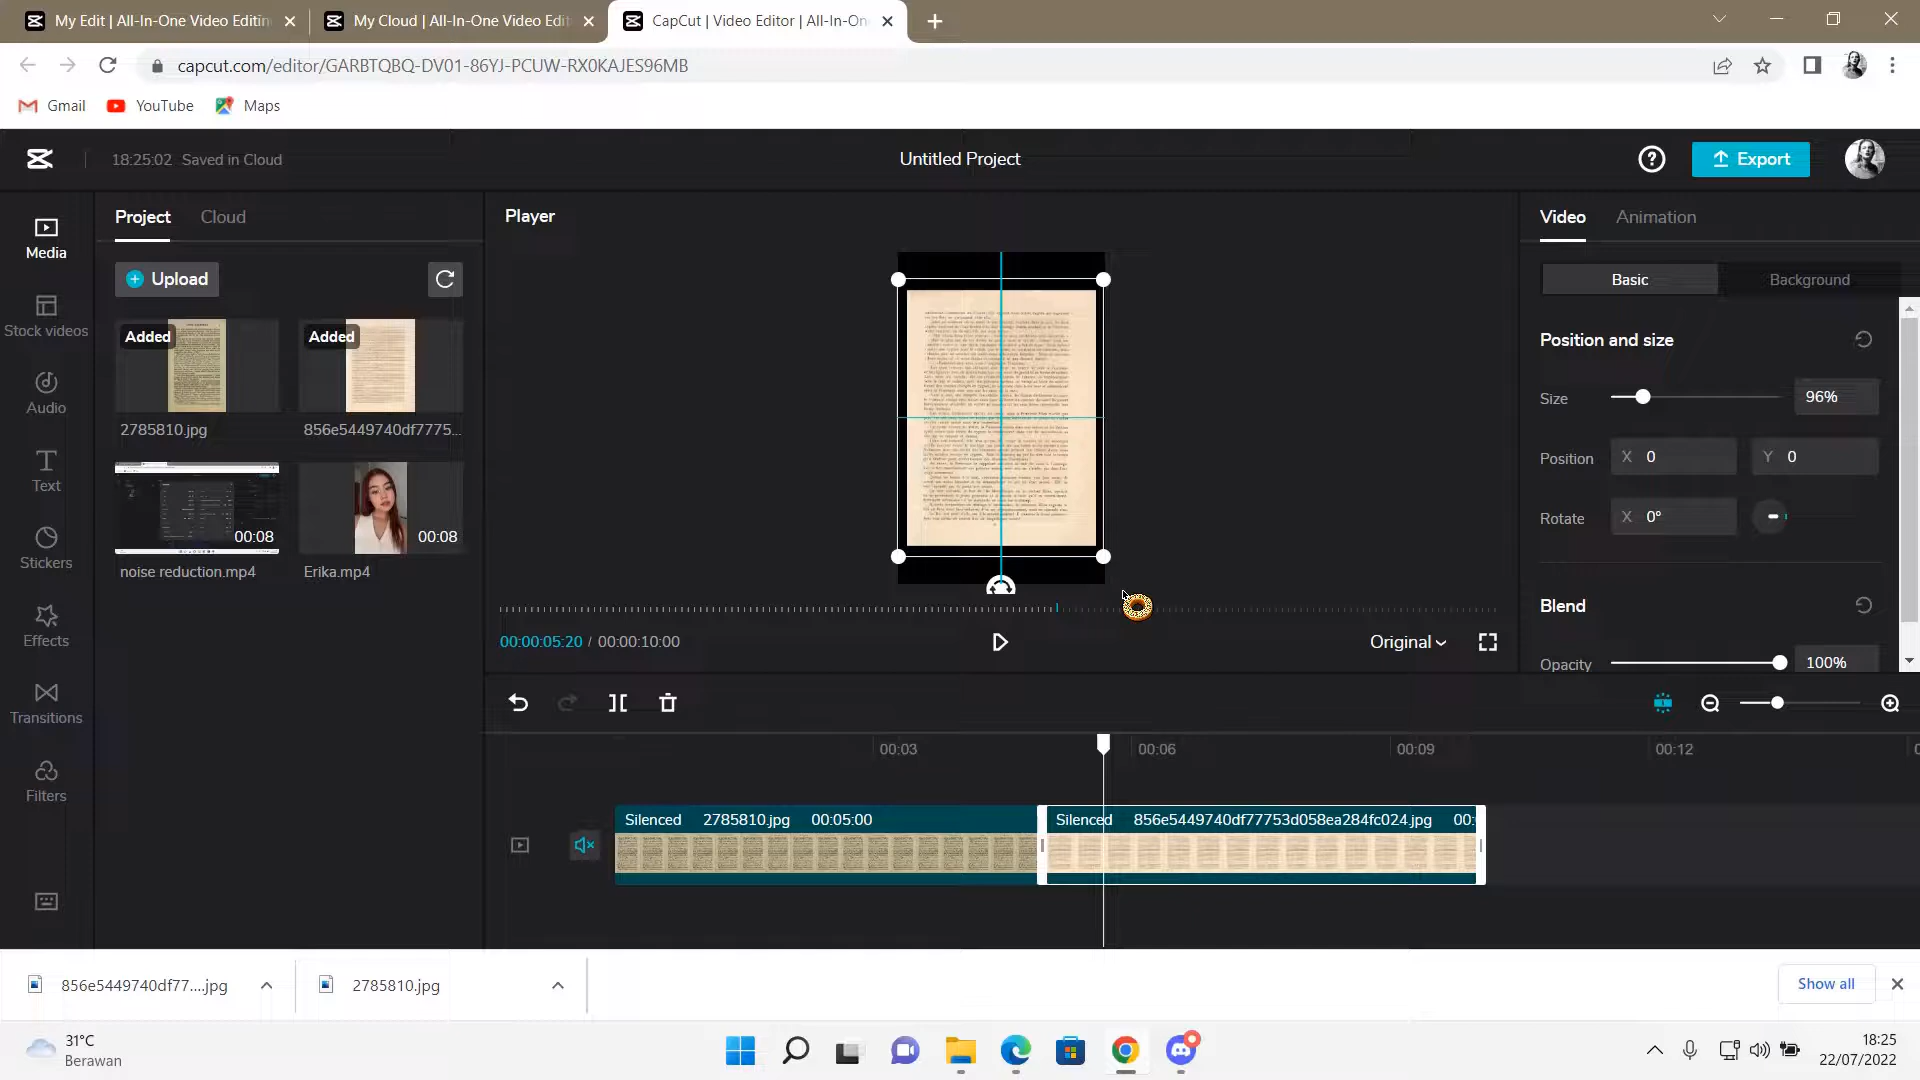 My Edit | All-In-One Video Editin
My Cloud | All-In-One Video Edit
CapCut | Video Editor | All-In-On
capcut.com/editor/GARBTQBQ-DV01-86YJ-PCUW-RX0KAJES96MB
Gmail
YouTube
Maps
18:25:02 Saved in Cloud
Untitled Project
Export
Media
Stock videos
Audio
Text
Stickers
Effects
Transitions
Filters
Project
Cloud
Upload
Added
Added
2785810.jpg
856e5449740df7775...
00:08
00:08
noise reduction.mp4
Erika.mp4
Player
00:00:05:20 / 00:00:10:00
Original
Video
Animation
Basic
Background
Position and size
Size
96%
Position
X 0
Y 0
Rotate
X 0°
Blend
Opacity
100%
00:03
00:06
00:09
00:12
Silenced 2785810.jpg 00:05:00
Silenced 856e5449740df77753d058ea284fc024.jpg 00:
856e5449740df77....jpg
2785810.jpg
Show all
31°C
Berawan
18:25
22/07/2022